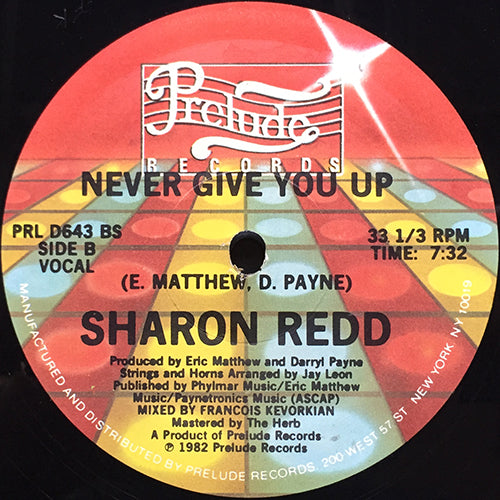 Prelude
RECORDS
NEVER GIVE YOU UP
PRL D643 BS
SIDE B
VOCAL
33 1/3 RPM
TIME: 7:32
(E. MATTHEW, D. PAYNE)
SHARON REDD
Produced by Eric Matthew and Darryl Payne
Strings and Horns Arranged by Jay Leon
Published by Phylmar Music/Eric Matthew
Music/Paynetronics Music (ASCAP)
MIXED BY FRANCOIS KEVORKIAN
Mastered by The Herb
A Product of Prelude Records
℗ 1982 Prelude Records
MANUFACTURED AND DISTRIBUTED BY PRELUDE RECORDS, 200 WEST 57 ST NEW YORK, NY 10019